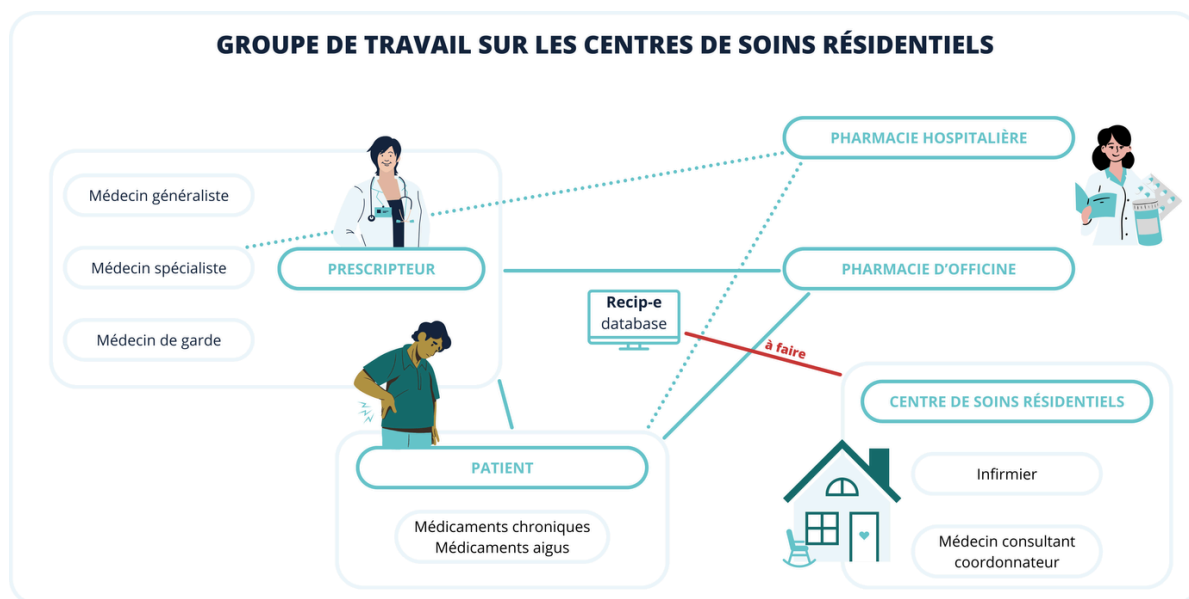 GROUPE DE TRAVAIL SUR LES CENTRES DE SOINS RÉSIDENTIELS
PHARMACIE HOSPITALIÈRE
Médecin généraliste
Médecin spécialiste
PRESCRIPTEUR
PHARMACIE D’OFFICINE
Recip-e
database
Médecin de garde
à faire
CENTRE DE SOINS RÉSIDENTIELS
PATIENT
Infirmier
Médicaments chroniques
Médicaments aigus
Médecin consultant
coordonnateur